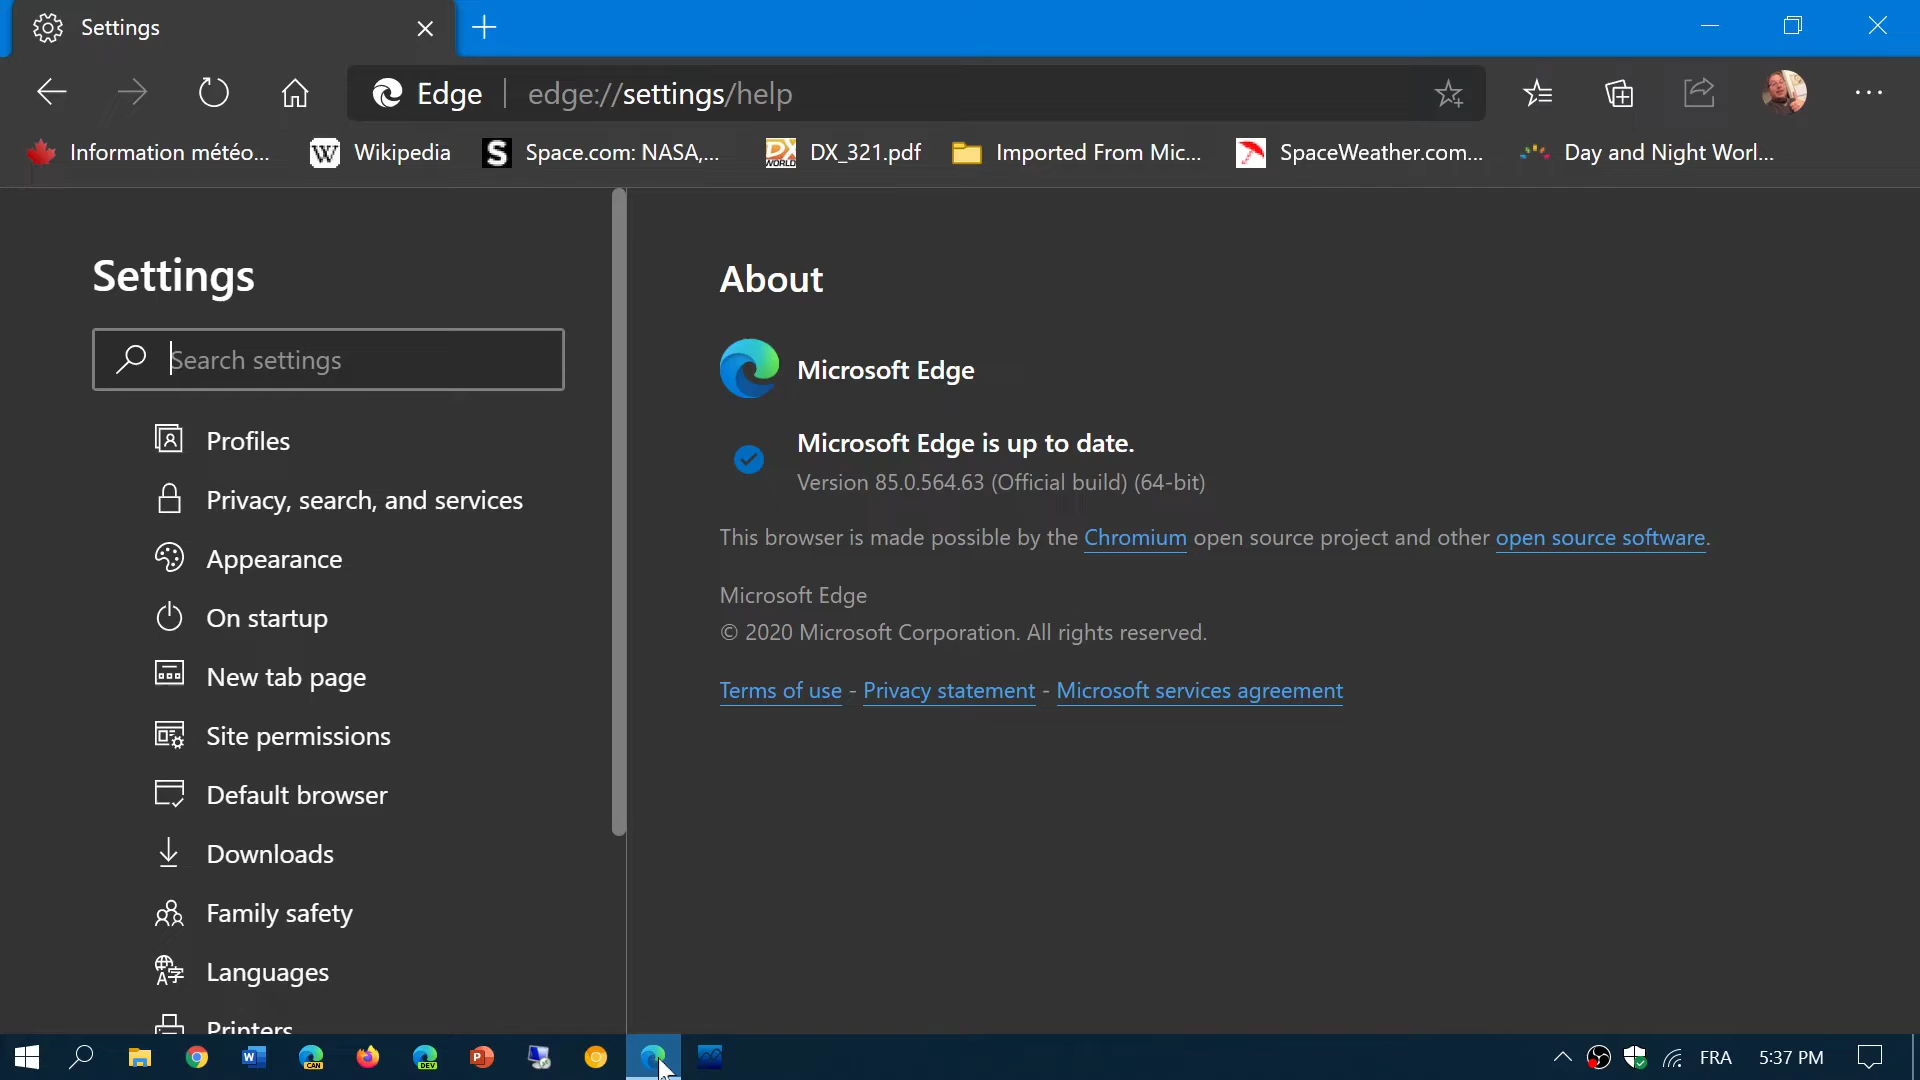 Settings
Edge | edge://settings/help
Information météo... Wikipedia Space.com: NASA,... DX_321.pdf Imported From Mic... SpaceWeather.com... Day and Night Worl...
Settings
Search settings
Profiles
Privacy, search, and services
Appearance
On startup
New tab page
Site permissions
Default browser
Downloads
Family safety
Languages
Printers
About
Microsoft Edge
Microsoft Edge is up to date.
Version 85.0.564.63 (Official build) (64-bit)
This browser is made possible by the Chromium open source project and other open source software.
Microsoft Edge
© 2020 Microsoft Corporation. All rights reserved.
Terms of use - Privacy statement - Microsoft services agreement
CAN DEV FRA 5:37 PM